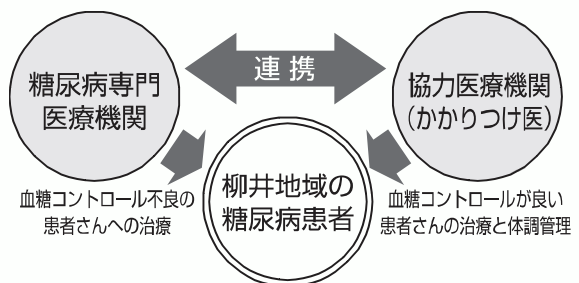 糖尿病専門
医療機関
連携
協力医療機関
(かかりつけ医)
血糖コントロール不良の
患者さんへの治療
柳井地域の
糖尿病患者
血糖コントロールが良い
患者さんの治療と体調管理